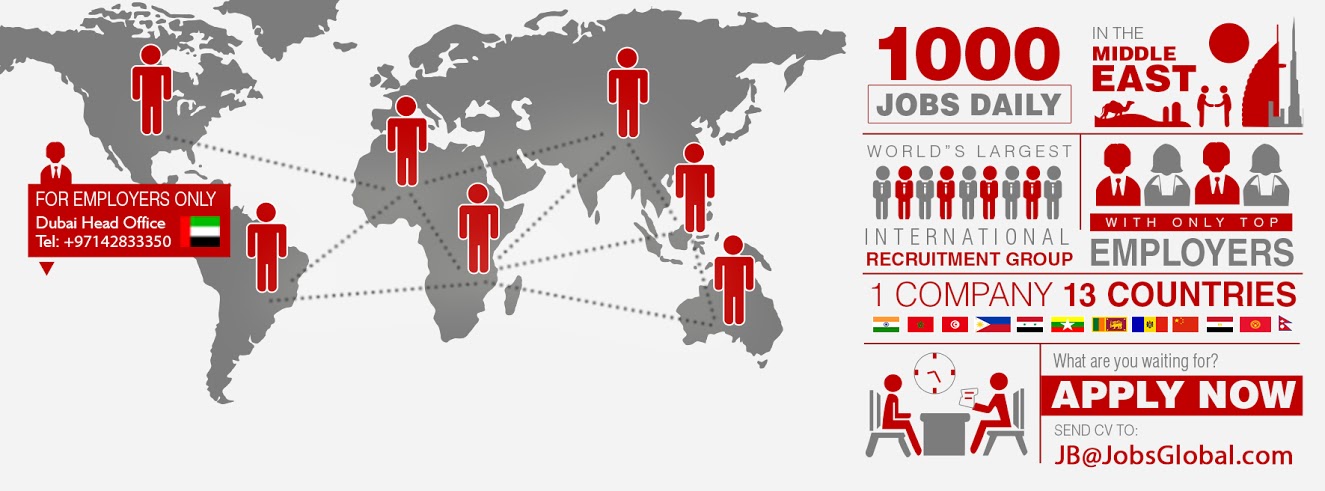 FOR EMPLOYERS ONLY
Dubai Head Office
Tel: +97142833350
1000
JOBS DAILY
IN THE
MIDDLE
EAST
WORLD"S LARGEST
INTERNATIONAL
RECRUITMENT GROUP
WITH ONLY TOP
EMPLOYERS
1 COMPANY 13 COUNTRIES
What are you waiting for?
APPLY NOW
SEND CV TO:
JB@JobsGlobal.com